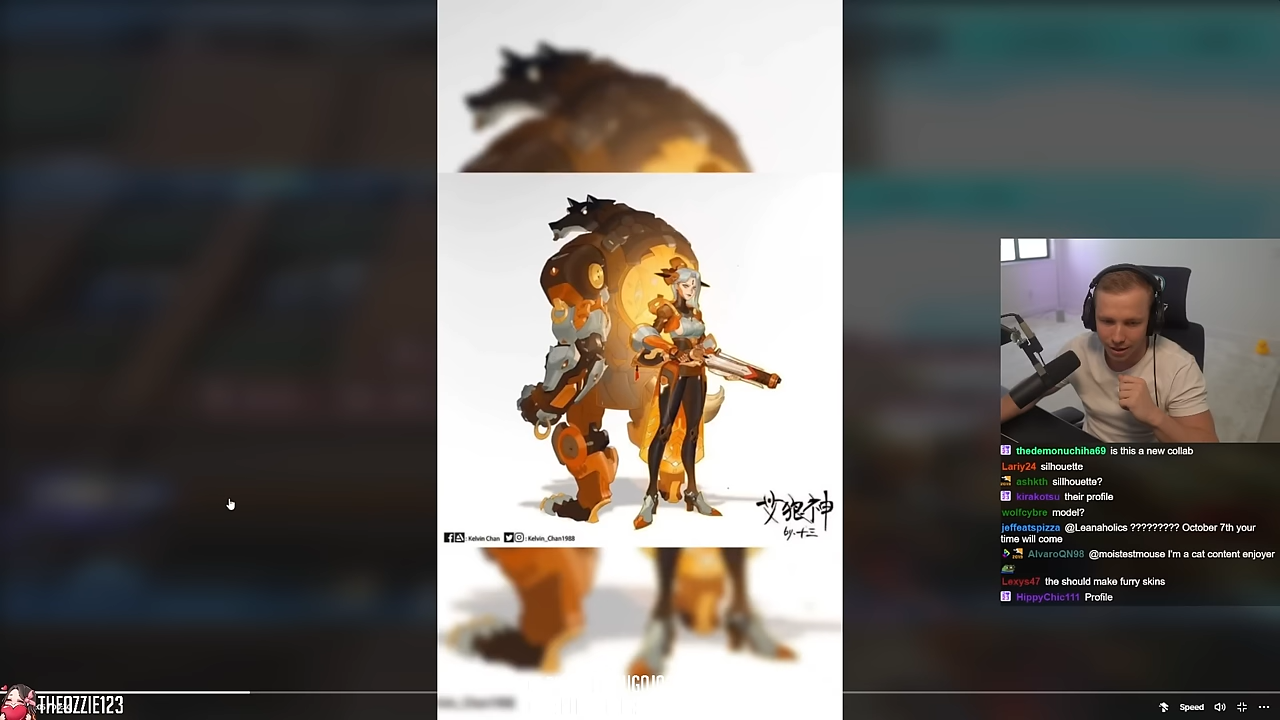 艾狼神
by.十三
: Kelvin Chan
: Kelvin_Chan1988
thedemonuchiha69 is this a new collab
Lariy24 silhouette
ashkth sillhouette?
kirakotsu their profile
wolfcybre model?
jeffeatspizza @Leanaholics ????????? October 7th your
time will come
AlvaroQN98 @moistestmouse I'm a cat content enjoyer
Lexys47 the should make furry skins
HippyChic111 Profile
THEOZZIE123
Speed